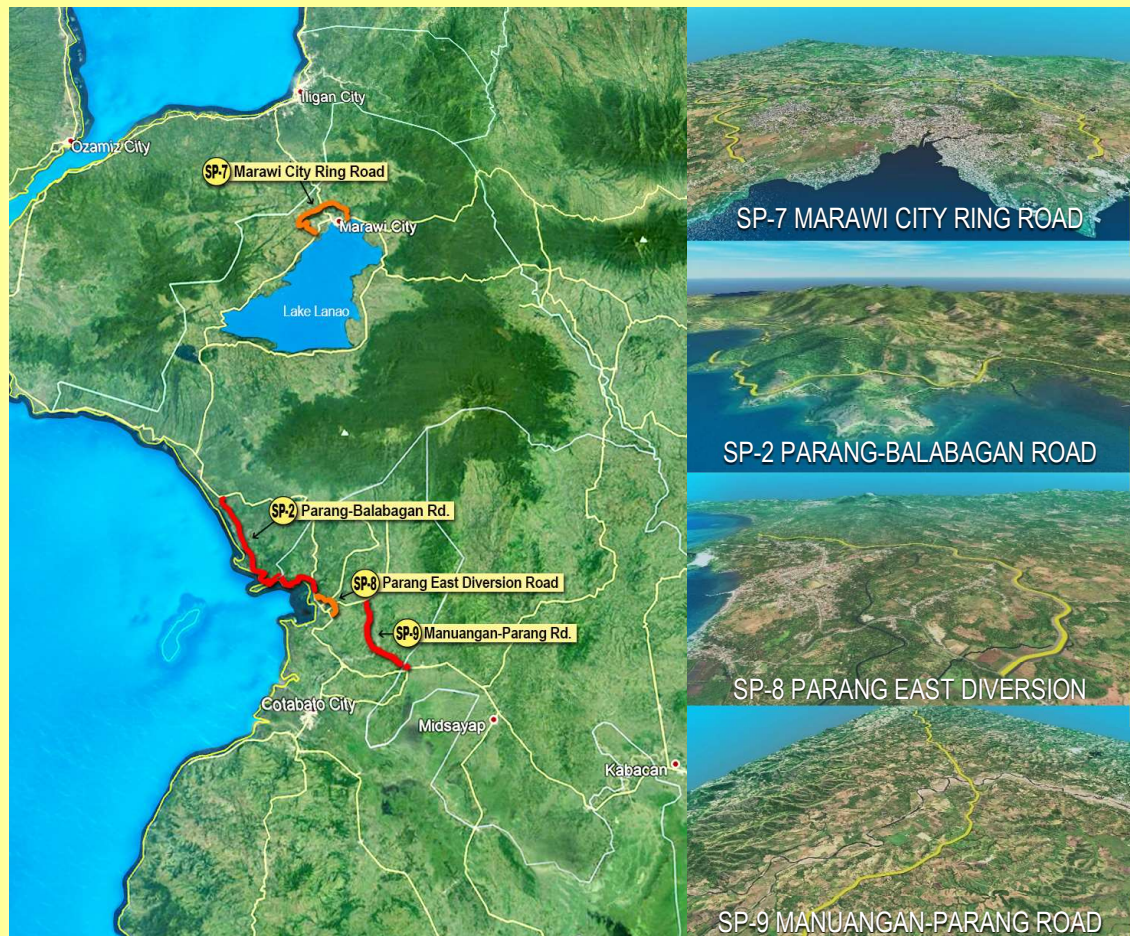 Iligan City
Ozamiz City
SP-7 Marawi City Ring Road
Marawi City
Lake Lanao
SP-2 Parang-Balabagan Rd.
SP-8 Parang East Diversion Road
SP-9 Manuangan-Parang Rd.
Cotabato City
Midsayap
Kabacan
SP-7 MARAWI CITY RING ROAD
SP-2 PARANG-BALABAGAN ROAD
SP-8 PARANG EAST DIVERSION
SP-9 MANUANGAN-PARANG ROAD